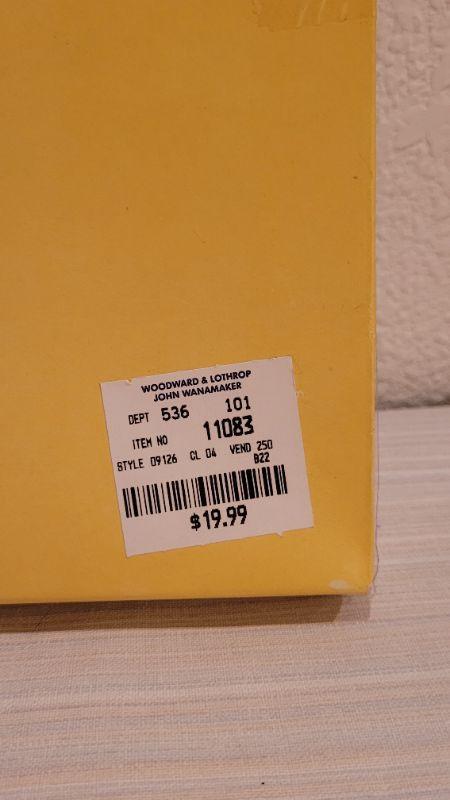 WOODWARD & LOTHROP
JOHN WANAMAKER
DEPT 536 101
ITEM NO 11083
STYLE 09126 CL 04 VEND 250
B22
$19.99